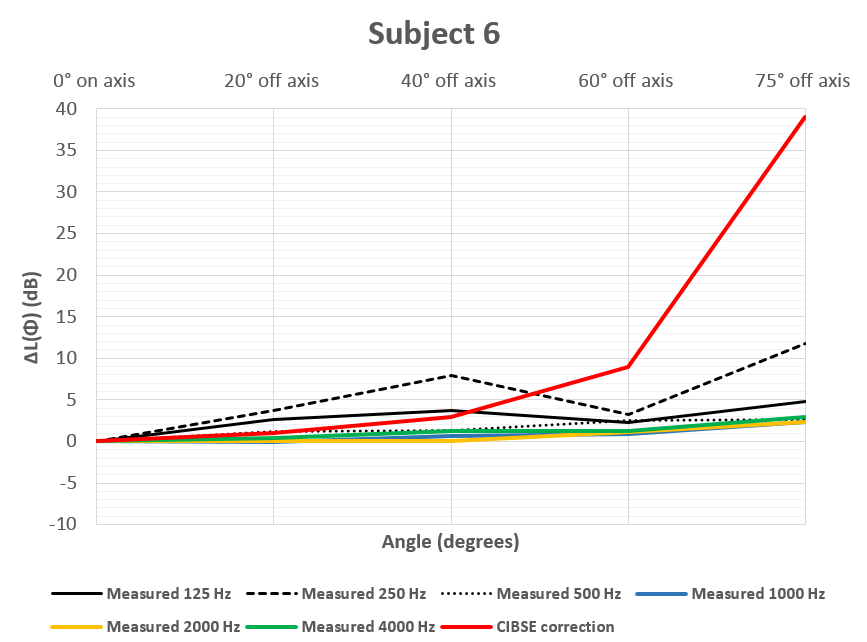 Subject 6
0° on axis 20° off axis 40° off axis 60° off axis 75° off axis
40
35
30
25
20
15
10
5
0
-5
-10
ΔL(Φ) (dB)
Angle (degrees)
Measured 125 Hz Measured 250 Hz Measured 500 Hz Measured 1000 Hz
Measured 2000 Hz Measured 4000 Hz CIBSE correction